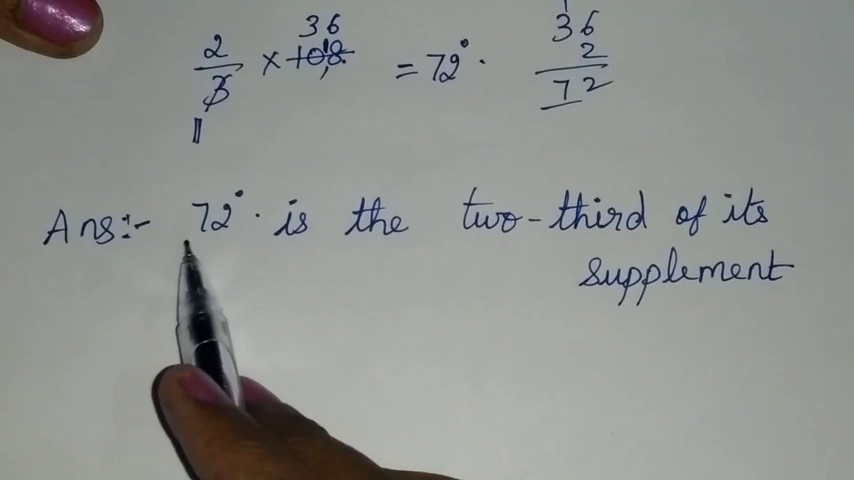 36
2/3 × 108 = 72°.
36
2
72
Ans:- 72° is the two-third of its
supplement